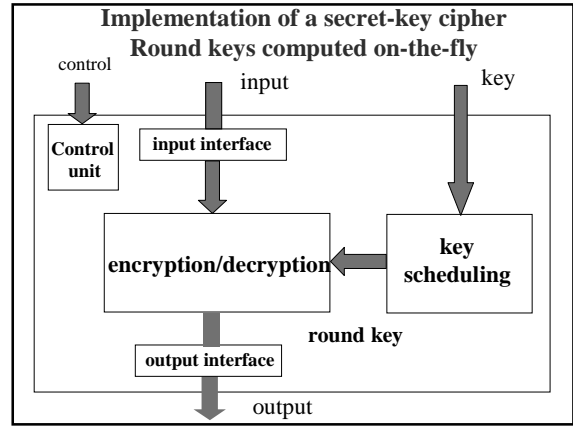 Implementation of a secret-key cipher
Round keys computed on-the-fly
control
input
key
Control
unit
input interface
encryption/decryption
key
scheduling
round key
output interface
output